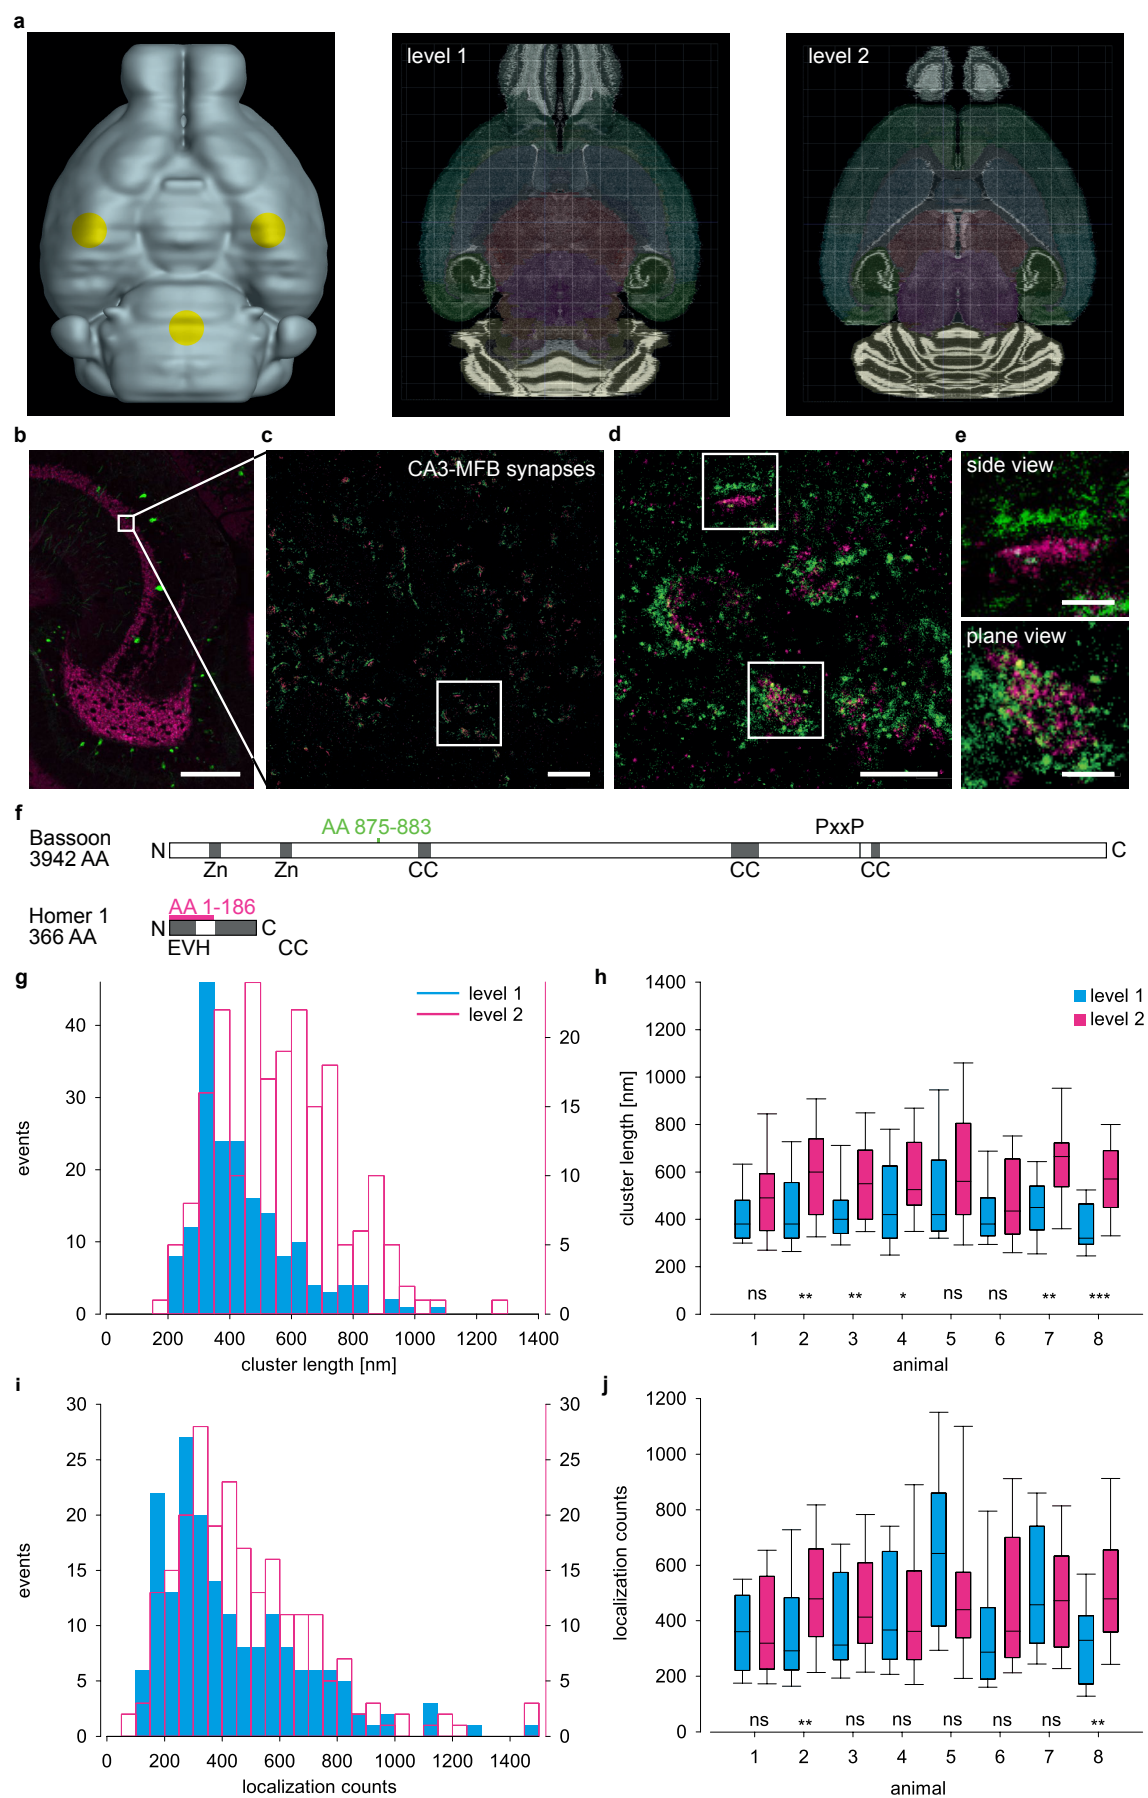 a
level 1
level 2
b
c
d
e
CA3-MFB synapses
side view
plane view
f
Bassoon
3942 AA
AA 875-883
PxxP
N
C
Zn
Zn
CC
CC
CC
Homer 1
366 AA
AA 1-186
N
C
EVH
CC
g
level 1
level 2
events
40
30
20
10
0
20
15
10
5
0
0 200 400 600 800 1000 1200 1400
cluster length [nm]
h
level 1
level 2
cluster length [nm]
1400
1200
1000
800
600
400
200
0
ns ** ** * ns ns ** ***
1 2 3 4 5 6 7 8
animal
i
events
30
25
20
15
10
5
0
30
25
20
15
10
5
0
0 200 400 600 800 1000 1200 1400
localization counts
j
localization counts
1200
1000
800
600
400
200
0
ns ** ns ns ns ns ns **
1 2 3 4 5 6 7 8
animal